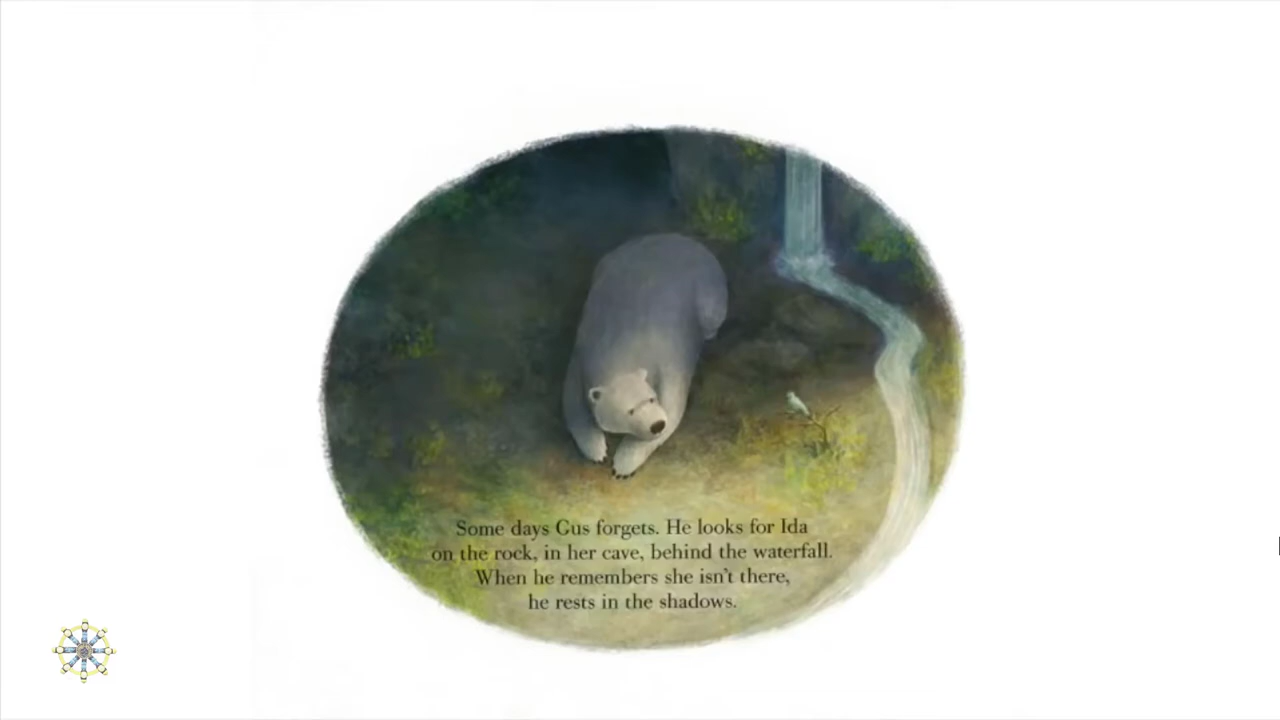 Some days Gus forgets. He looks for Ida
on the rock, in her cave, behind the waterfall.
When he remembers she isn't there,
he rests in the shadows.